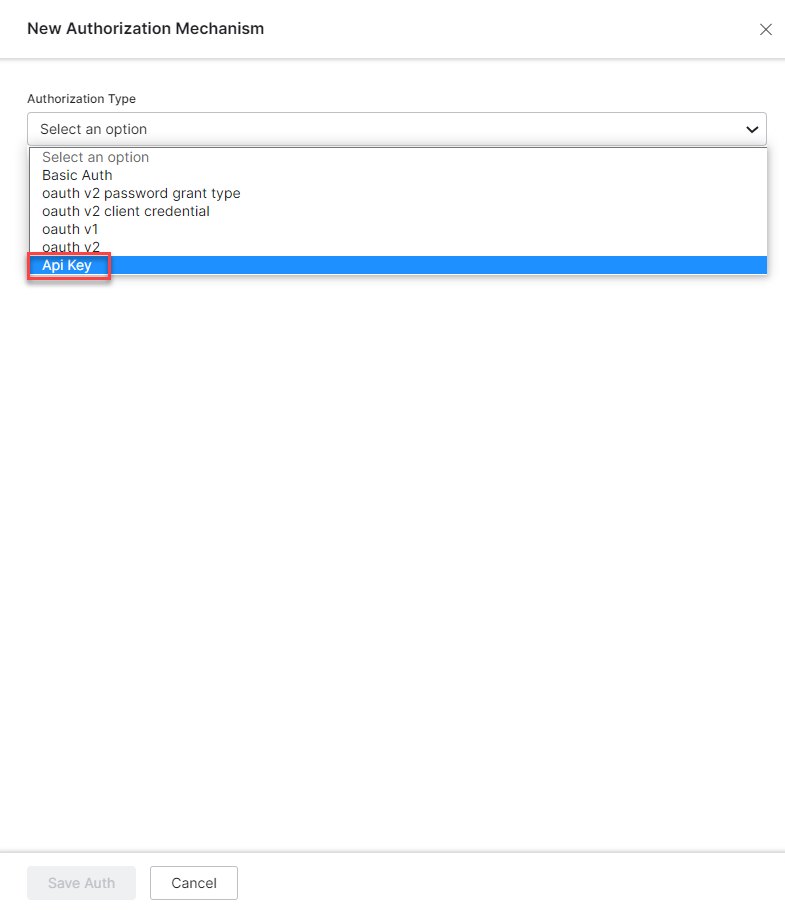 New Authorization Mechanism
Authorization Type
Select an option
Select an option
Basic Auth
oauth v2 password grant type
oauth v2 client credential
oauth v1
oauth v2
Api Key
Save Auth
Cancel